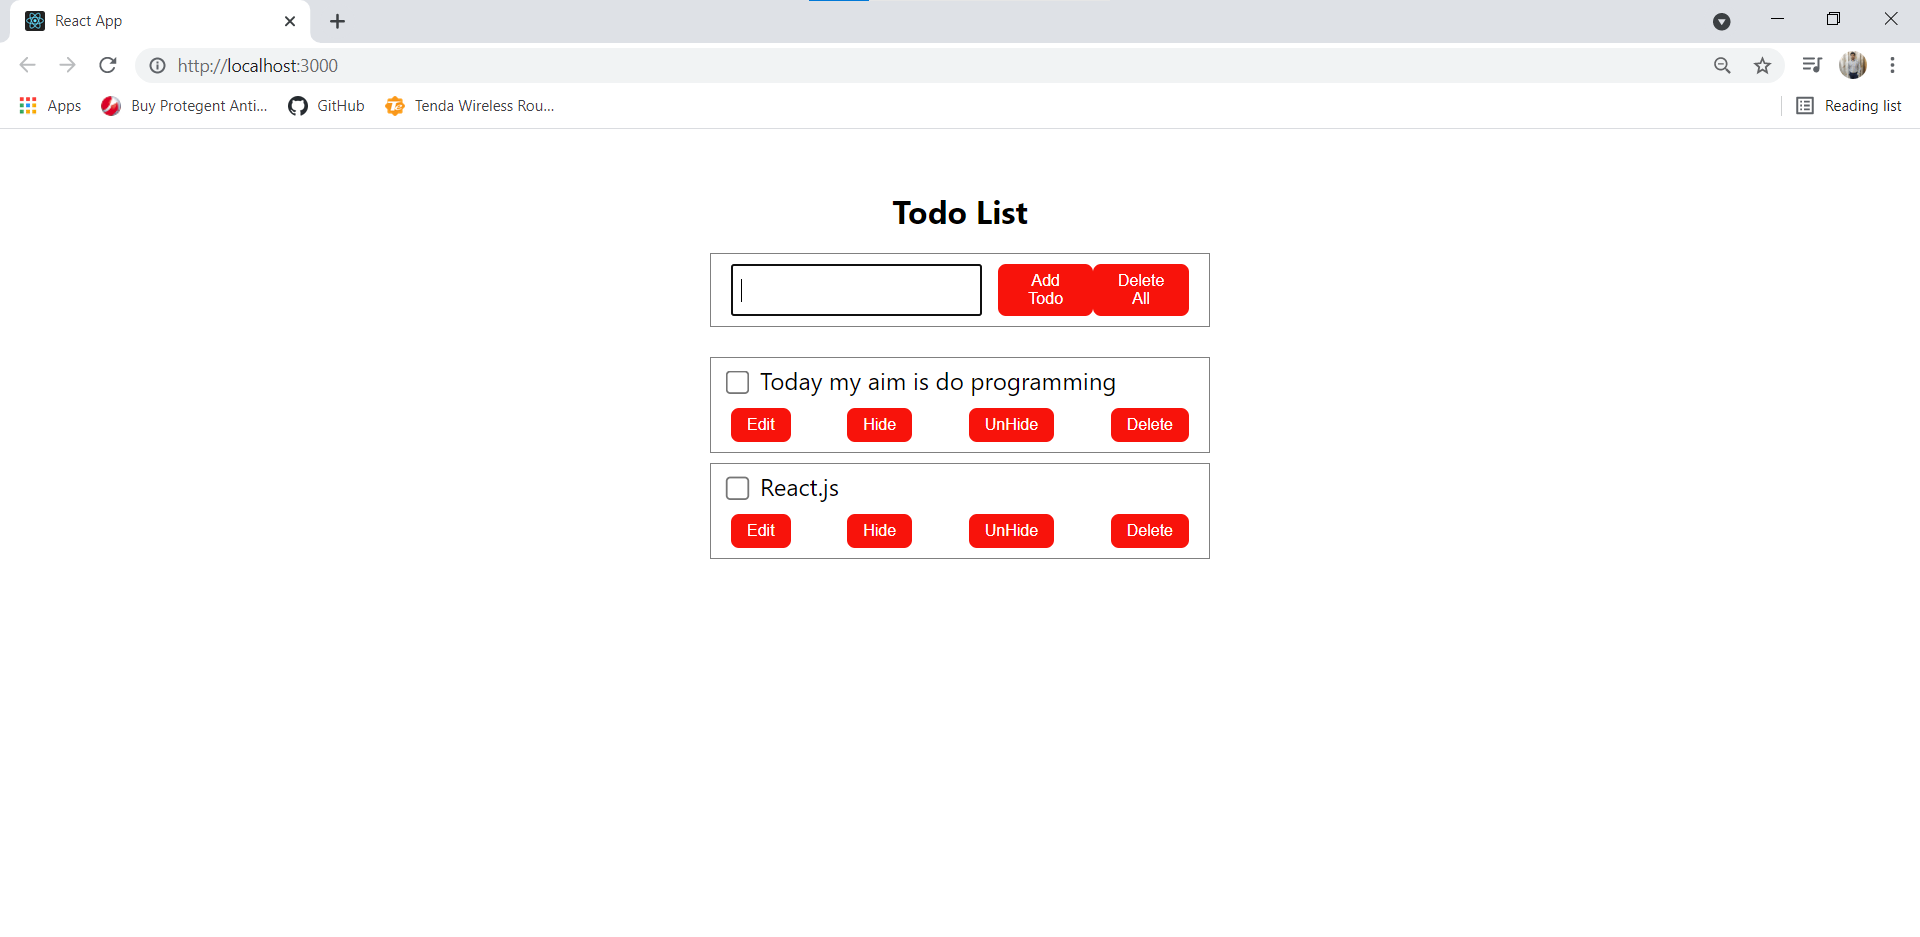 React App
http://localhost:3000
Apps Buy Protegent Anti... GitHub Tenda Wireless Rou... Reading list
Todo List
Add Todo
Delete All
Today my aim is do programming
Edit Hide UnHide Delete
React.js
Edit Hide UnHide Delete